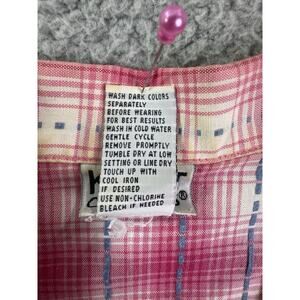 WASH DARK COLORS
SEPARATELY
BEFORE WEARING
FOR BEST RESULTS
WASH IN COLD WATER
GENTLE CYCLE
REMOVE PROMPTLY
TUMBLE DRY AT LOW
SETTING OR LINE DRY
TOUCH UP WITH
COOL IRON
IF DESIRED
USE NON-CHLORINE
BLEACH IF NEEDED
®